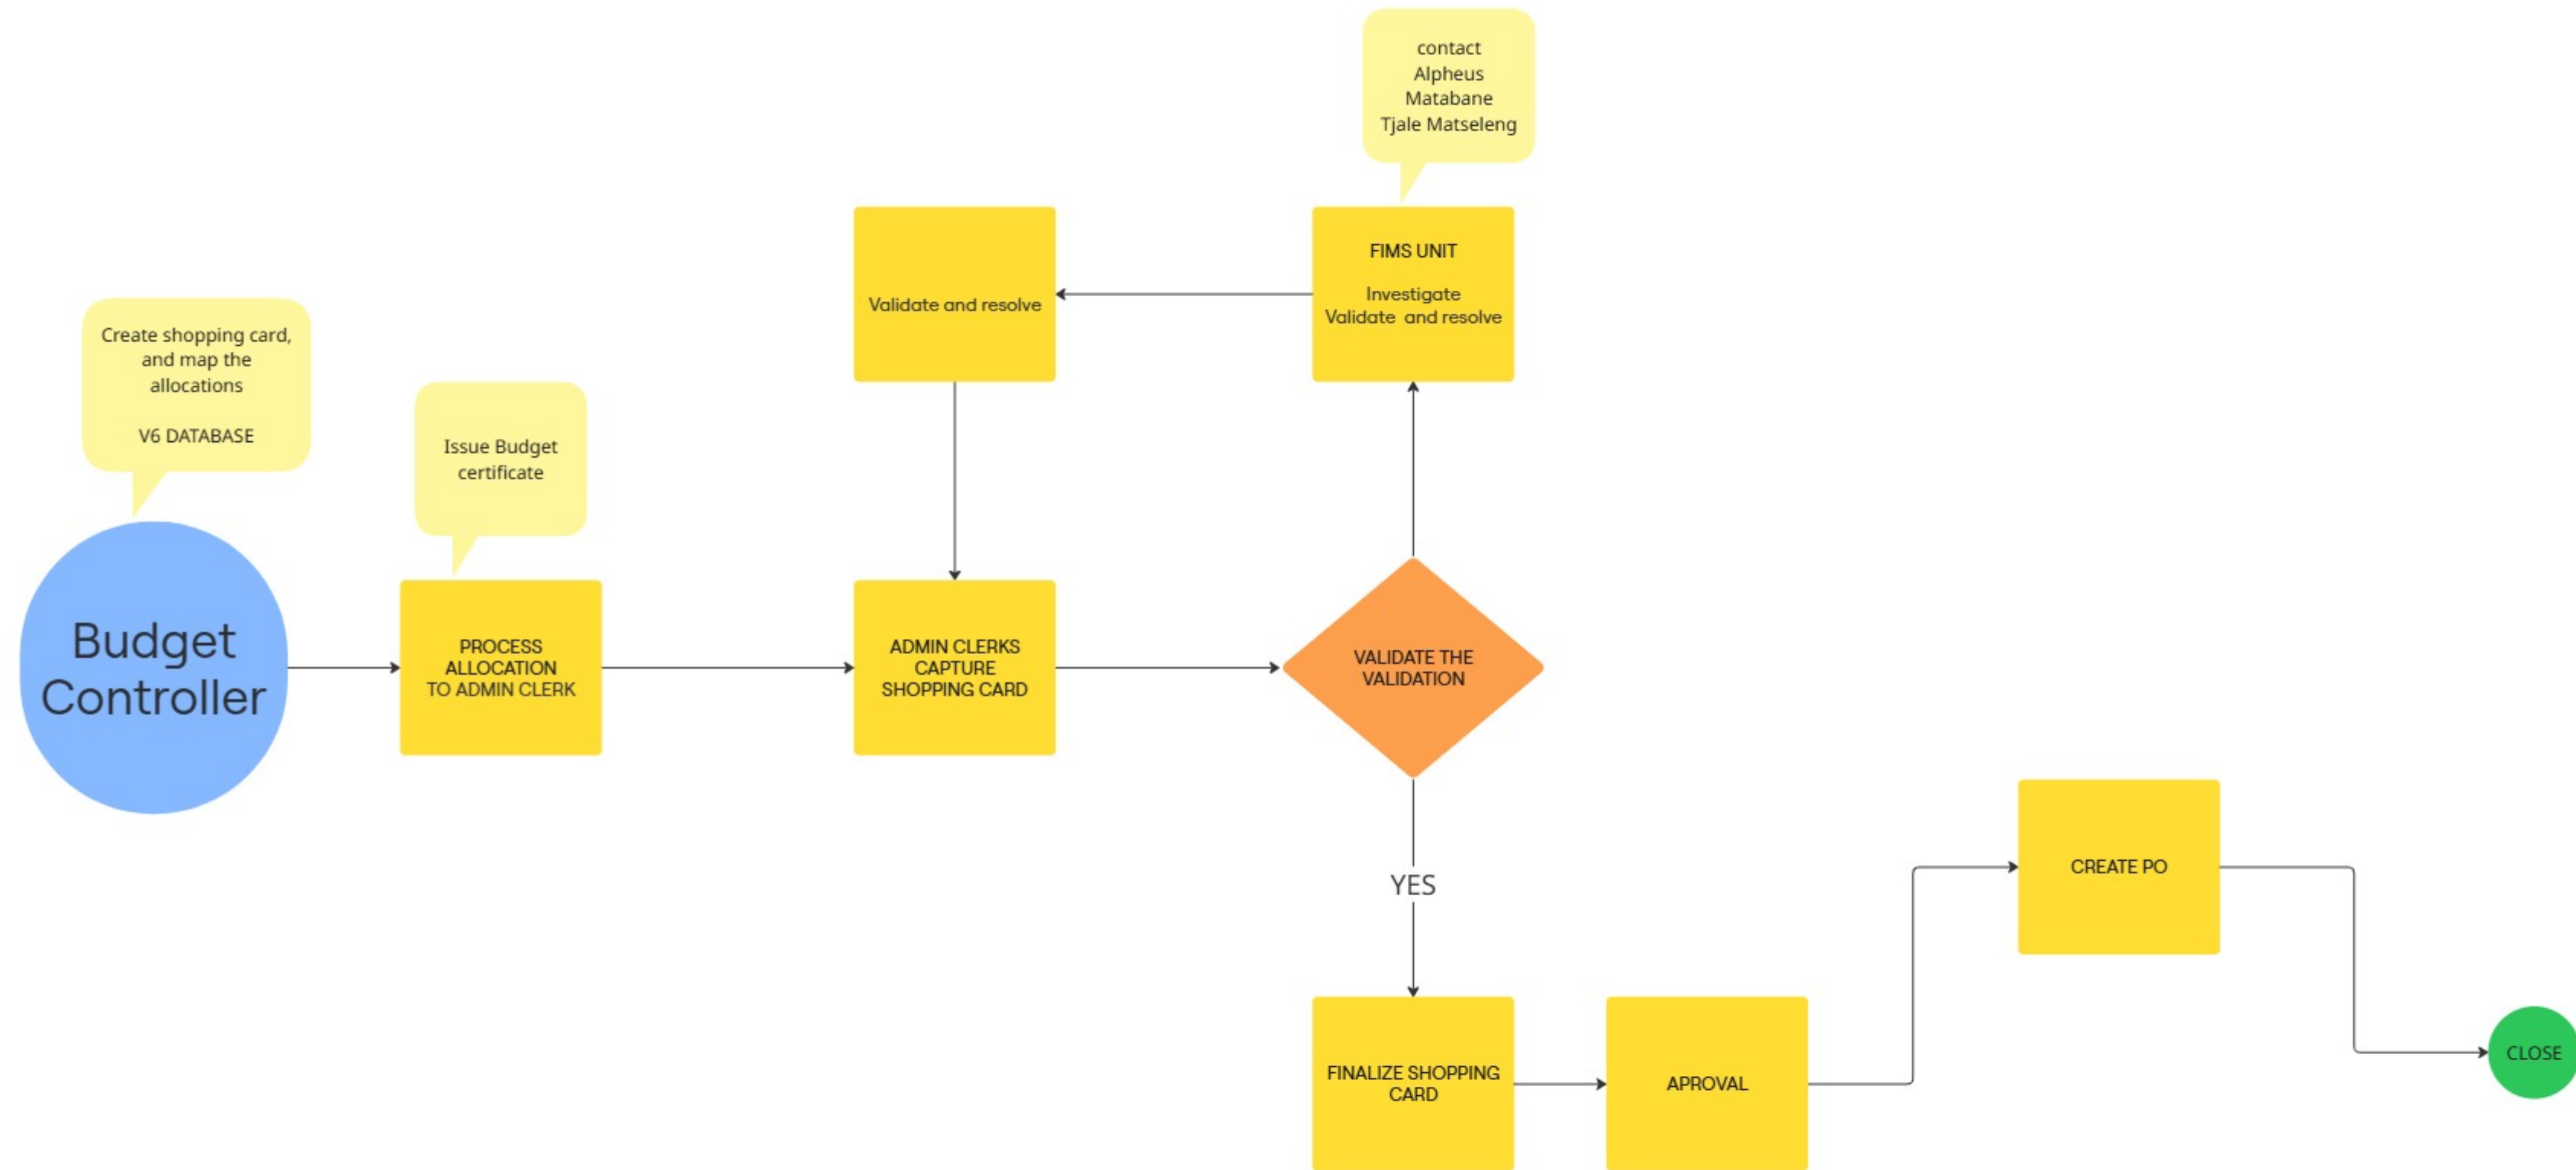 contact
Alpheus
Matabane
Tjale Matseleng
FIMS UNIT
Investigate
Validate  and resolve
Validate and resolve
Create shopping card,
and map the
allocations
V6 DATABASE
Issue Budget
certificate
Budget
Controller
PROCESS
ALLOCATION
TO ADMIN CLERK
ADMIN CLERKS
CAPTURE
SHOPPING CARD
VALIDATE THE
VALIDATION
YES
FINALIZE SHOPPING
CARD
APROVAL
CREATE PO
CLOSE